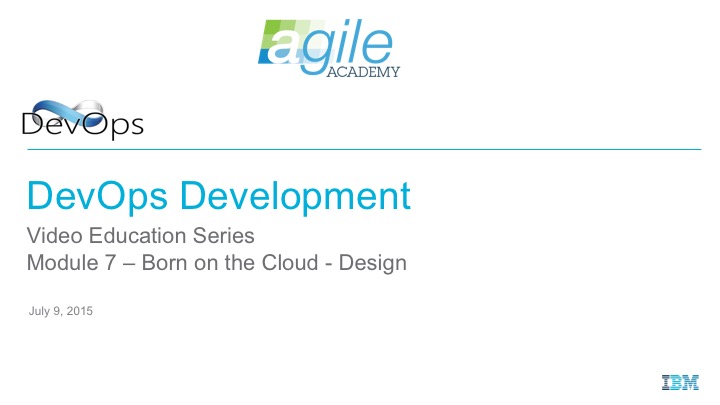 agile
ACADEMY
DevOps
DevOps Development
Video Education Series
Module 7 – Born on the Cloud - Design
July 9, 2015
IBM